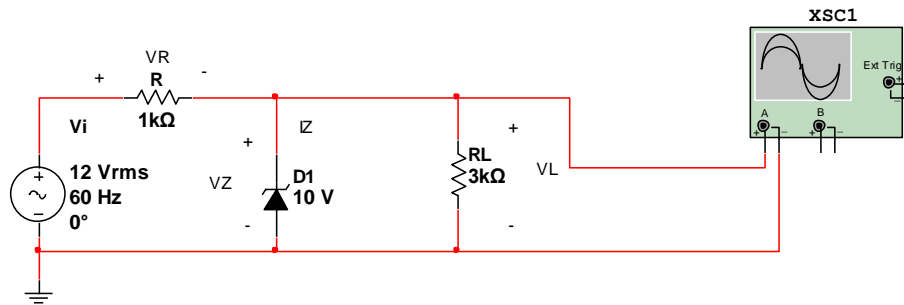 XSC1
Ext Trig
+
-
A
B
+ - + -
VR
+ R -
1kΩ
Vi
+
-
12 Vrms
60 Hz
0°
IZ
+
VZ
-
D1
10 V
RL
3kΩ
+
VL
-